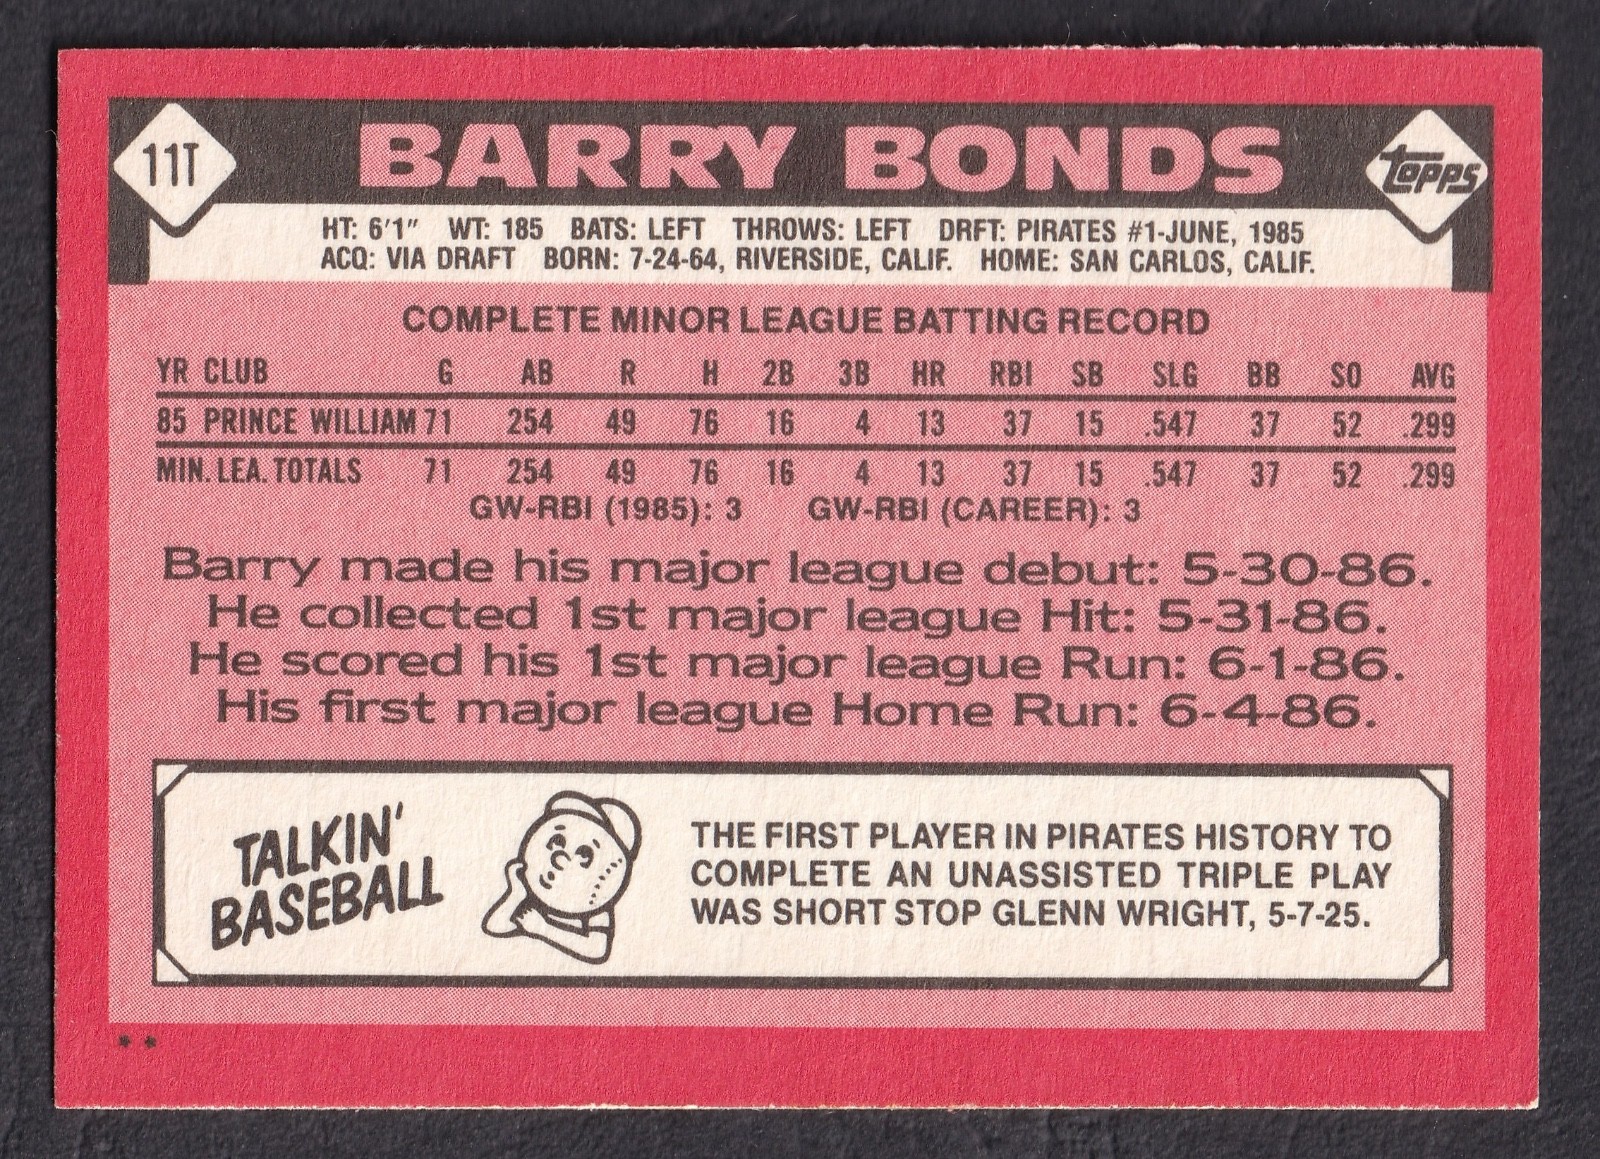 11T
BARRY BONDS
TOPPS
HT: 6'1" WT: 185 BATS: LEFT THROWS: LEFT DRFT: PIRATES #1-JUNE, 1985
ACQ: VIA DRAFT BORN: 7-24-64, RIVERSIDE, CALIF. HOME: SAN CARLOS, CALIF.
COMPLETE MINOR LEAGUE BATTING RECORD
YR CLUB G AB R H 2B 3B HR RBI SB SLG BB SO AVG
85 PRINCE WILLIAM 71 254 49 76 16 4 13 37 15 .547 37 52 .299
MIN. LEA. TOTALS 71 254 49 76 16 4 13 37 15 .547 37 52 .299
GW-RBI (1985): 3 GW-RBI (CAREER): 3
Barry made his major league debut: 5-30-86.
He collected 1st major league Hit: 5-31-86.
He scored his 1st major league Run: 6-1-86.
His first major league Home Run: 6-4-86.
TALKIN'
BASEBALL
THE FIRST PLAYER IN PIRATES HISTORY TO
COMPLETE AN UNASSISTED TRIPLE PLAY
WAS SHORT STOP GLENN WRIGHT, 5-7-25.
* *